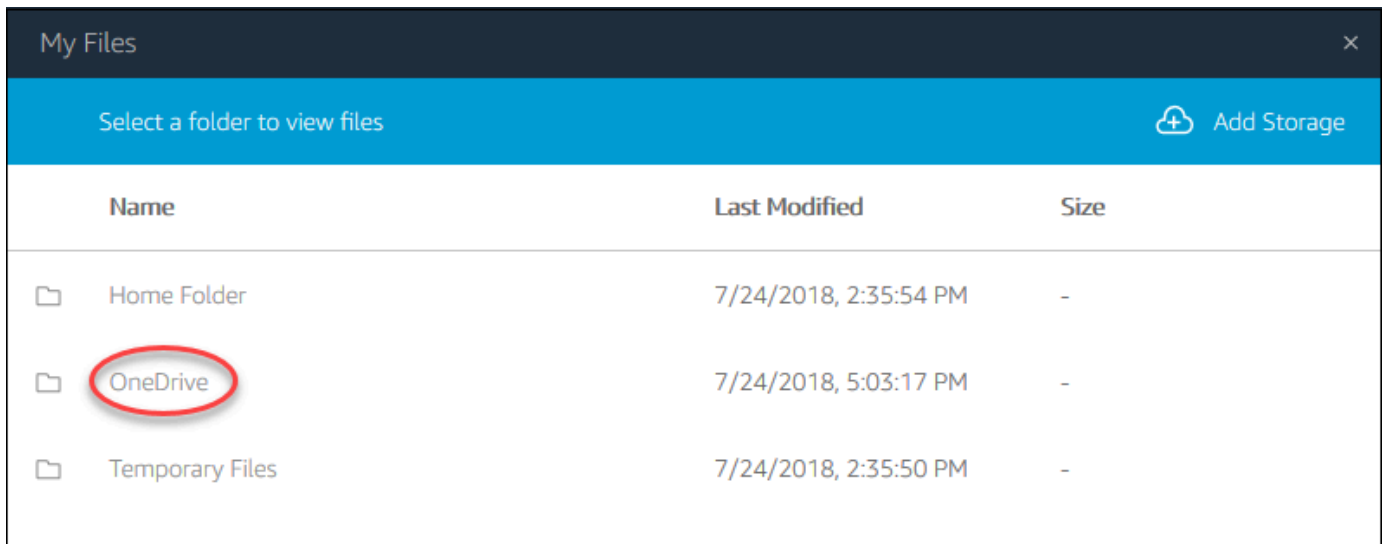 My Files ×
Select a folder to view files Add Storage
Name Last Modified Size
Home Folder 7/24/2018, 2:35:54 PM -
OneDrive 7/24/2018, 5:03:17 PM -
Temporary Files 7/24/2018, 2:35:50 PM -